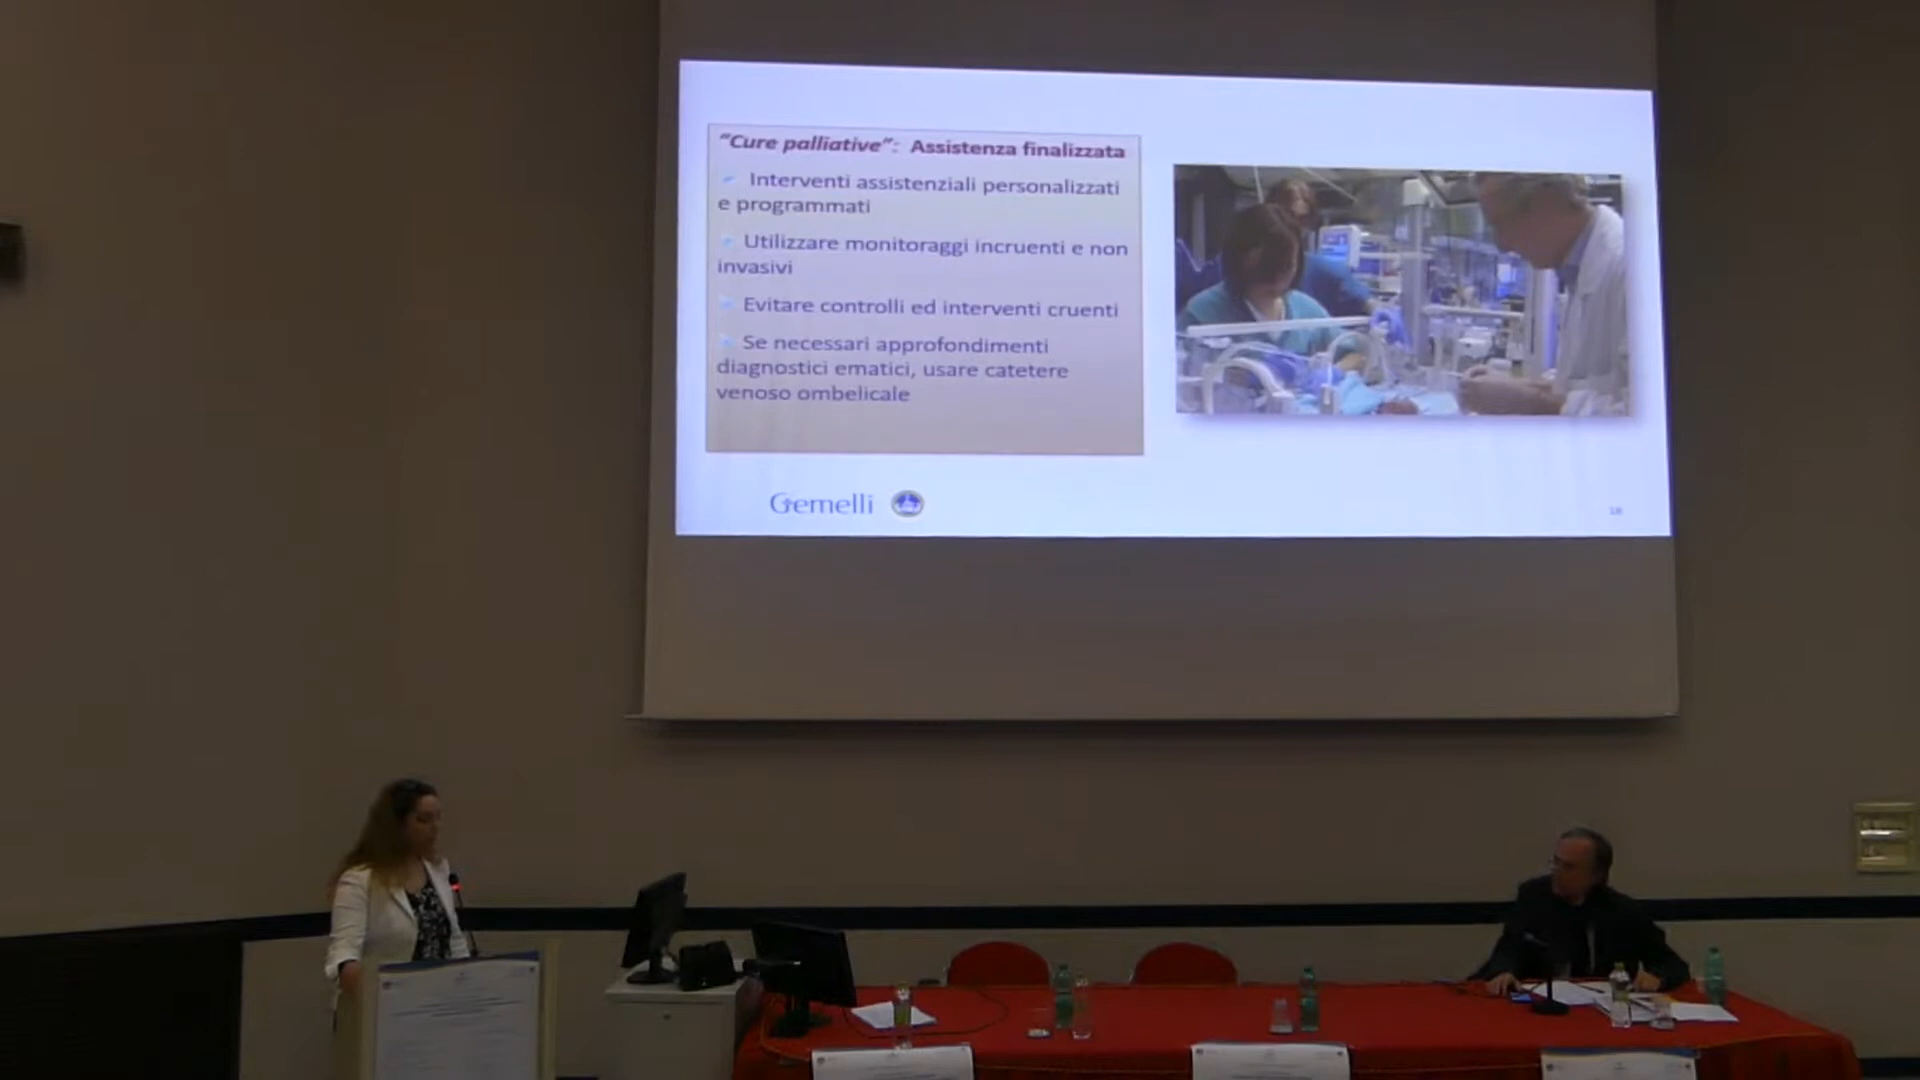 “Cure palliative”: Assistenza finalizzata
Interventi assistenziali personalizzati
e programmati
Utilizzare monitoraggi incruenti e non
invasivi
Evitare controlli ed interventi cruenti
Se necessari approfondimenti
diagnostici ematici, usare catetere
venoso ombelicale
Gemelli